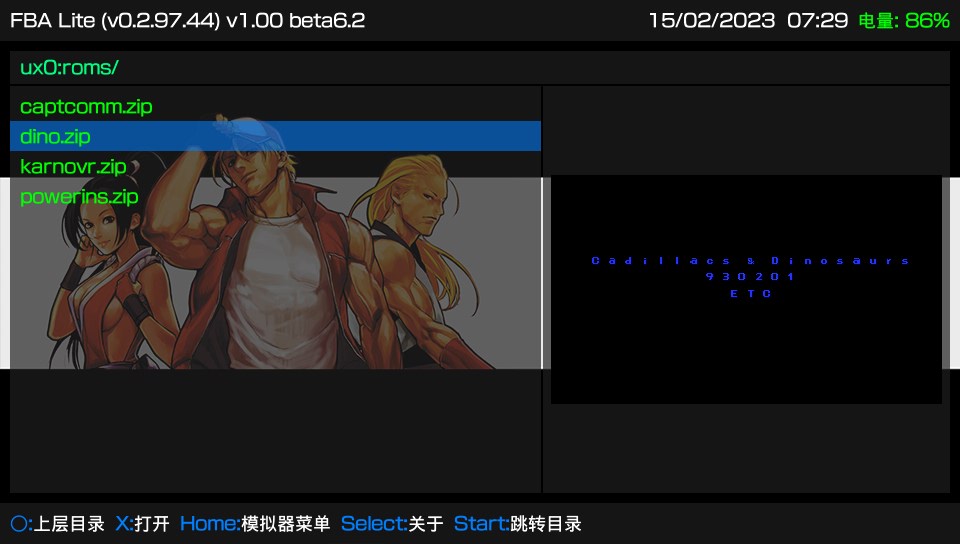 FBA Lite (v0.2.97.44) v1.00 beta6.2 15/02/2023 07:29 电量: 86%
ux0:roms/
captcomm.zip
dino.zip
karnovr.zip
powerins.zip
Cadillacs & Dinosaurs
930201
ETC
○:上层目录 X:打开 Home:模拟器菜单 Select:关于 Start:跳转目录